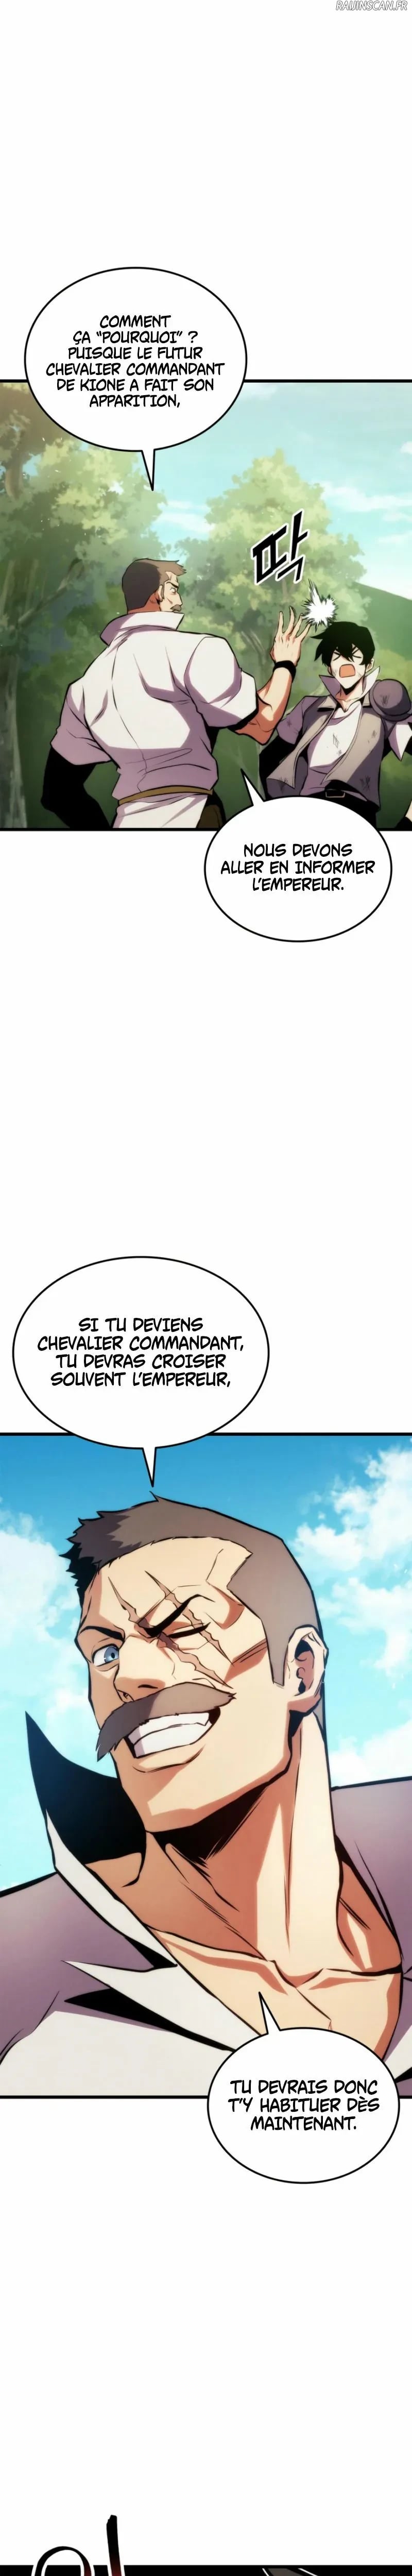 RAIJINSCAN.FR
COMMENT
ÇA "POURQUOI" ?
PUISQUE LE FUTUR
CHEVALIER COMMANDANT
DE KIONE A FAIT SON
APPARITION,
딱
NOUS DEVONS
ALLER EN INFORMER
L'EMPEREUR.
SI TU DEVIENS
CHEVALIER COMMANDANT,
TU DEVRAS CROISER
SOUVENT L'EMPEREUR,
TU DEVRAIS DONC
T'Y HABITUER DÈS
MAINTENANT.